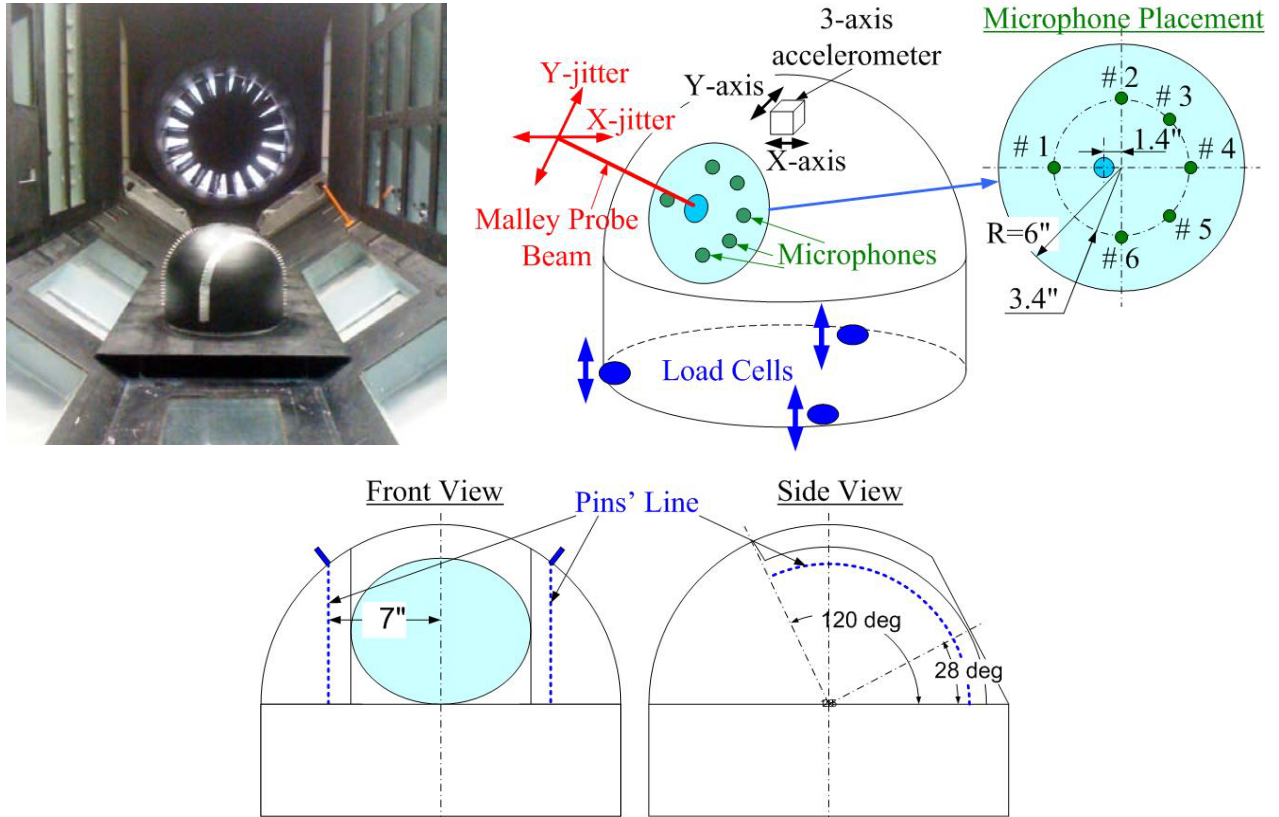 3-axis
accelerometer
Y-axis
X-axis
Y-jitter
X-jitter
Malley Probe
Beam
Microphones
Load Cells
Microphone Placement
# 2
# 3
1.4"
# 1
# 4
R=6"
# 5
# 6
3.4"
Front View
Pins' Line
Side View
7"
120 deg
28 deg